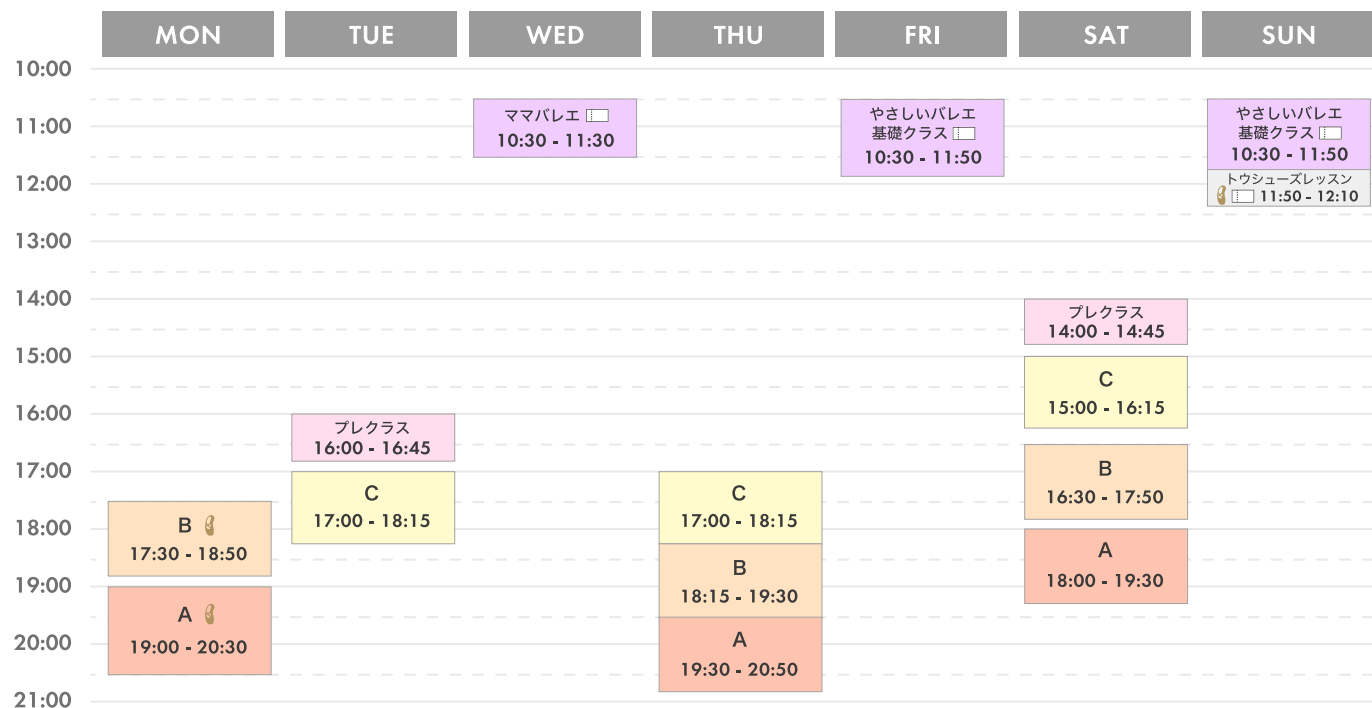 MON TUE WED THU FRI SAT SUN
10:00
11:00
12:00
13:00
14:00
15:00
16:00
17:00
18:00
19:00
20:00
21:00
B
17:30 - 18:50
A
19:00 - 20:30
プレクラス
16:00 - 16:45
C
17:00 - 18:15
ママバレエ
10:30 - 11:30
C
17:00 - 18:15
B
18:15 - 19:30
A
19:30 - 20:50
やさしいバレエ
基礎クラス
10:30 - 11:50
プレクラス
14:00 - 14:45
C
15:00 - 16:15
B
16:30 - 17:50
A
18:00 - 19:30
やさしいバレエ
基礎クラス
10:30 - 11:50
トウシューズレッスン
11:50 - 12:10